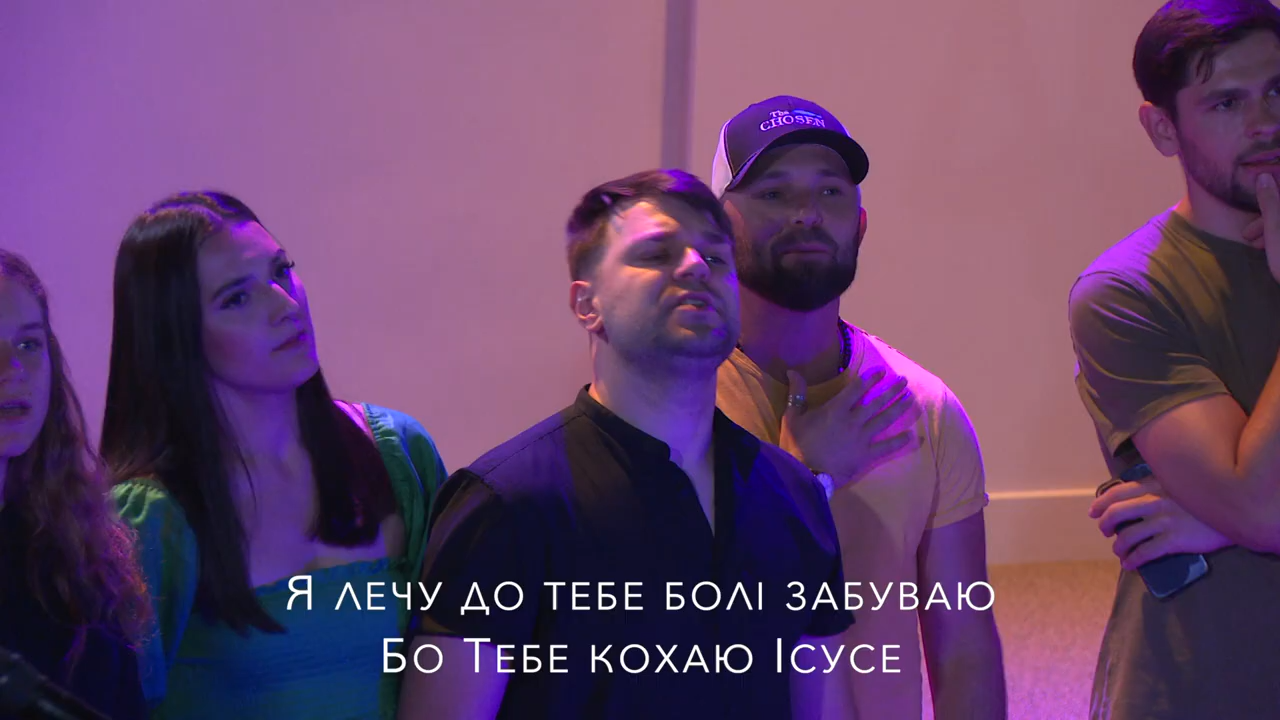 The
CHOSEN
Я ЛЕЧУ ДО ТЕБЕ БОЛІ ЗАБУВАЮ
БО ТЕБЕ КОХАЮ ІСУСЕ